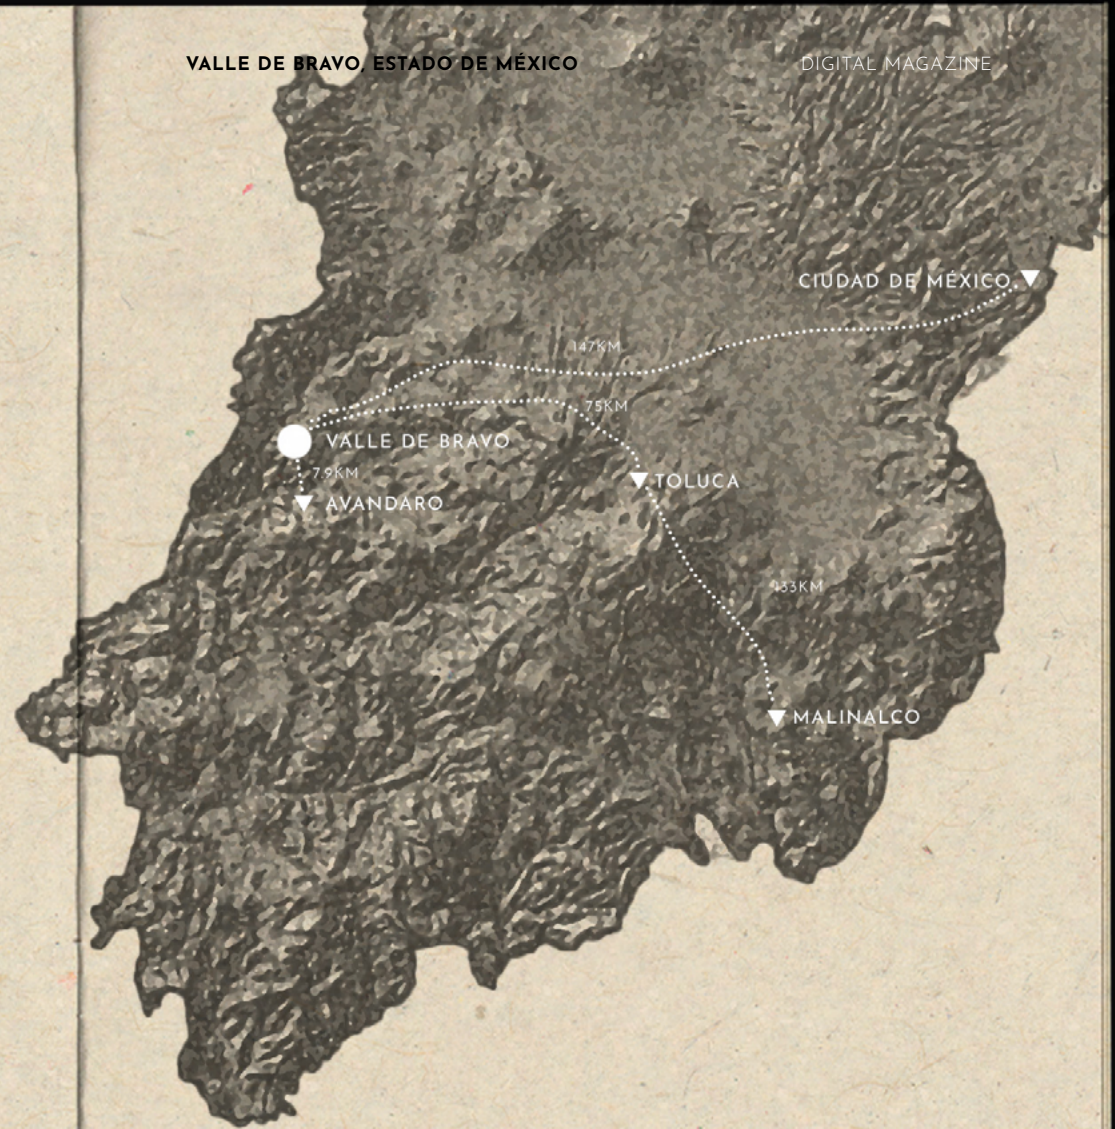 VALLE DE BRAVO, ESTADO DE MÉXICO
DIGITAL MAGAZINE
CIUDAD DE MÉXICO
147KM
75KM
VALLE DE BRAVO
7.9KM
TOLUCA
AVANDARO
133KM
MALINALCO